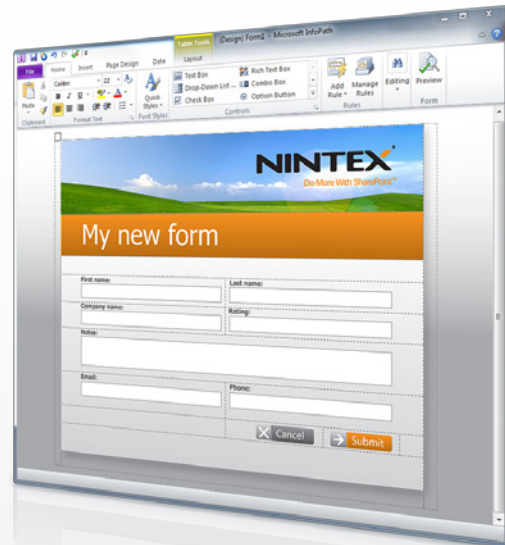 Table Tools
(Design) Form1 - Microsoft InfoPath
File Home Insert Page Design Data Layout
Calibri
Text Box
Rich Text Box
Drop-Down List ...
Combo Box
Check Box
Option Button
Paste
B I U
Quick
Styles
Add
Rule
Manage
Rules
Editing
Preview
Clipboard
Format Text
Font Styles
Controls
Rules
Form
NINTEX
Do More With SharePoint™
My new form
First name:
Last name:
Company name:
Rating:
Notes:
Email:
Phone:
Cancel
Submit